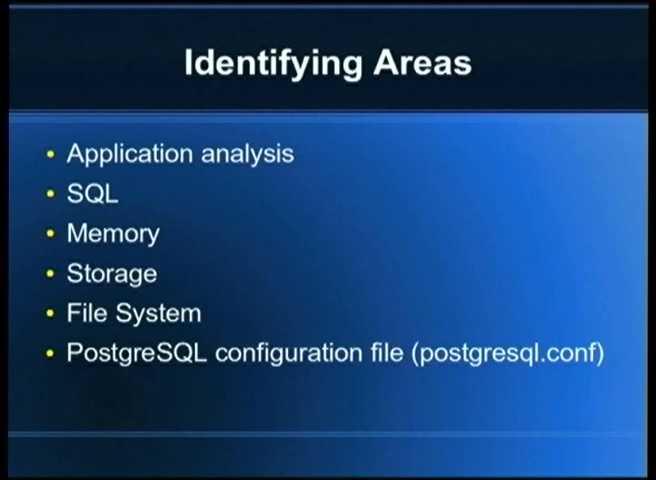 Identifying Areas
• Application analysis
• SQL
• Memory
• Storage
• File System
• PostgreSQL configuration file (postgresql.conf)